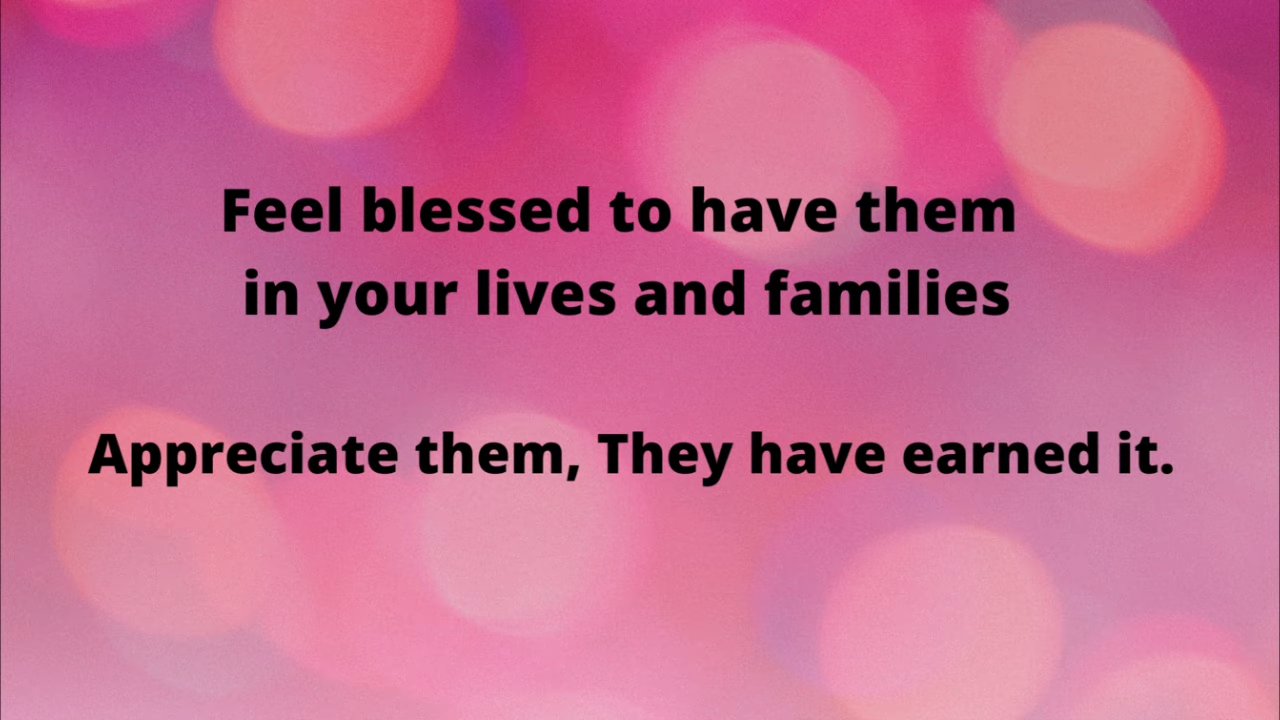 Feel blessed to have them
in your lives and families
Appreciate them, They have earned it.